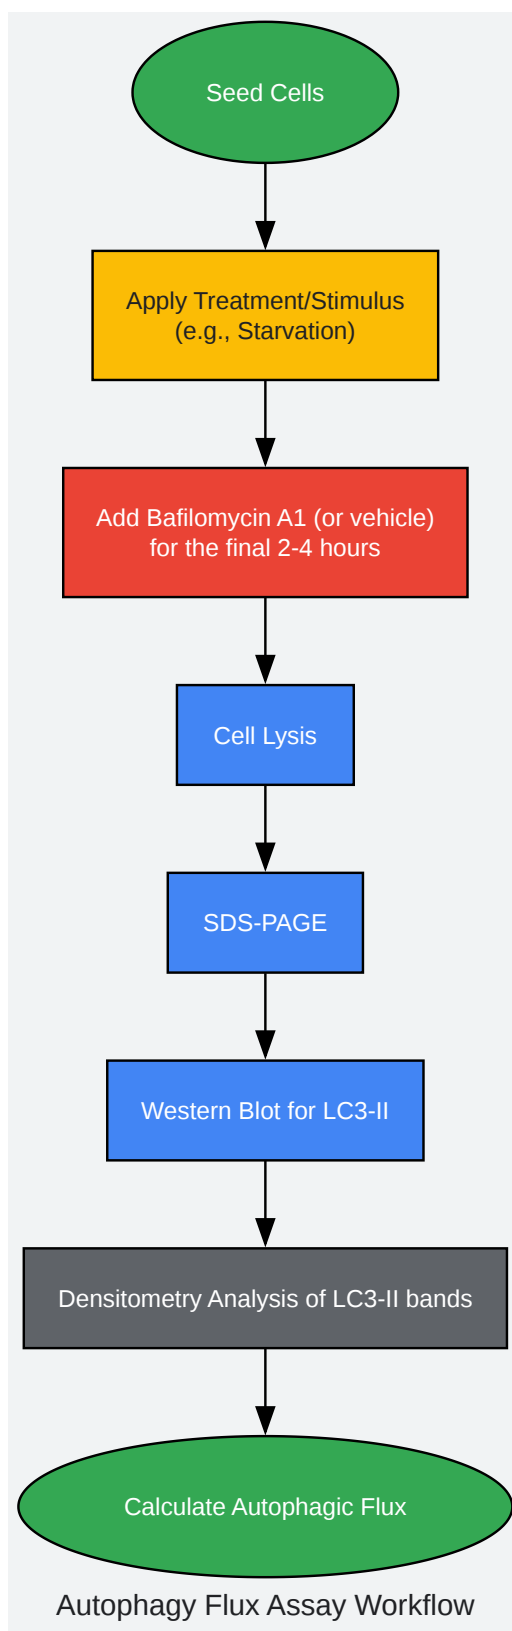 Seed Cells
Apply Treatment/Stimulus
(e.g., Starvation)
Add Bafilomycin A1 (or vehicle)
for the final 2-4 hours
Cell Lysis
SDS-PAGE
Western Blot for LC3-II
Densitometry Analysis of LC3-II bands
Calculate Autophagic Flux
Autophagy Flux Assay Workflow